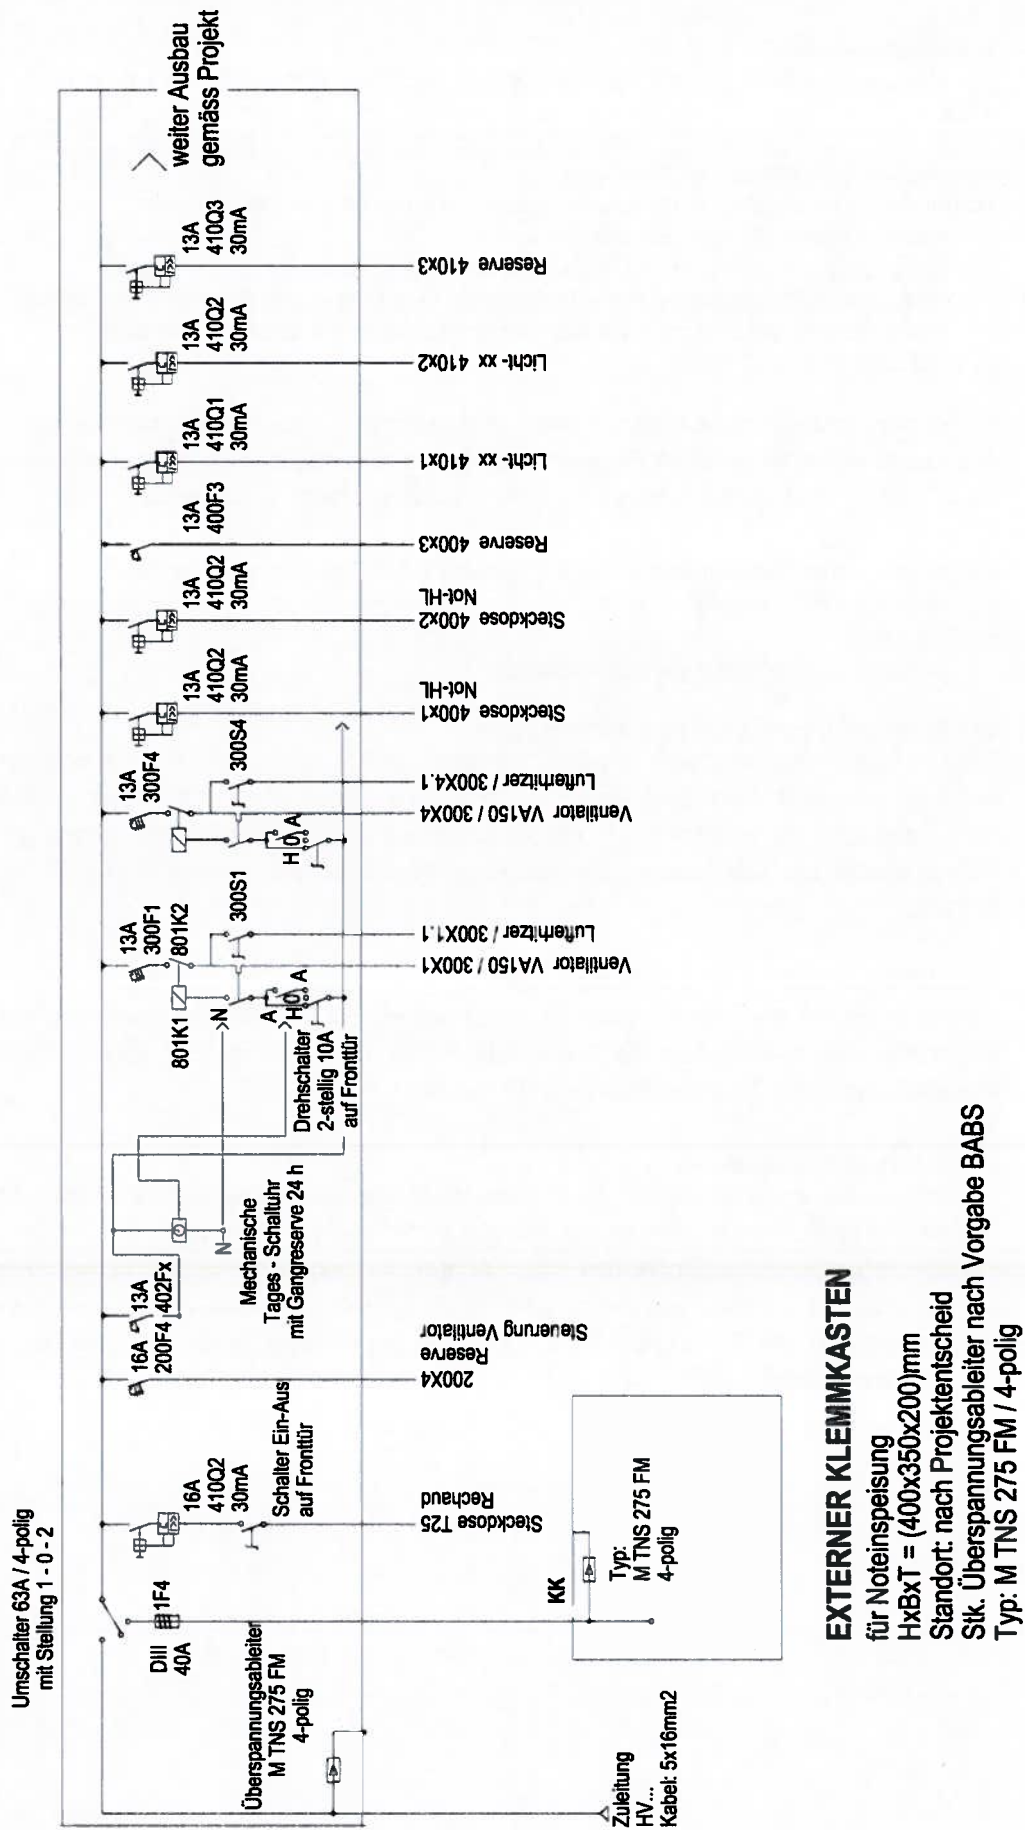 Umschalter 63A / 4-polig
mit Stellung 1 - 0 - 2
DIII
40A
1F4
Überspannungsableiter
M TNS 275 FM
4-polig
Zuleitung
HV...
Kabel: 5x16mm2
KK
Typ:
M TNS 275 FM
4-polig
16A
410Q2
30mA
Schalter Ein-Aus
auf Fronttür
Steckdose T25
Rechaud
16A
200F4
200X4
Reserve
Steuerung Ventilator
13A
402Fx
Mechanische
Tages - Schaltuhr
mit Gangreserve 24 h
N
N
A
Drehschalter
2-stellig 10A
auf Fronttür
801K1
13A
300F1
801K2
300S1
H 0 A
Ventilator VA150 / 300X1
Lufterhitzer / 300X1.1
13A
300F4
300S4
H 0 A
Ventilator VA150 / 300X4
Lufterhitzer / 300X4.1
13A
410Q2
30mA
Steckdose 400x1
Not-HL
13A
410Q2
30mA
Steckdose 400x2
Not-HL
13A
400F3
Reserve 400x3
13A
410Q1
30mA
Licht- xx 410x1
13A
410Q2
30mA
Licht- xx 410x2
13A
410Q3
30mA
Reserve 410x3
weiter Ausbau
gemäss Projekt
EXTERNER KLEMMKASTEN
für Noteinspeisung
HxBxT = (400x350x200)mm
Standort: nach Projektentscheid
Stk. Überspannungsableiter nach Vorgabe BABS
Typ: M TNS 275 FM / 4-polig